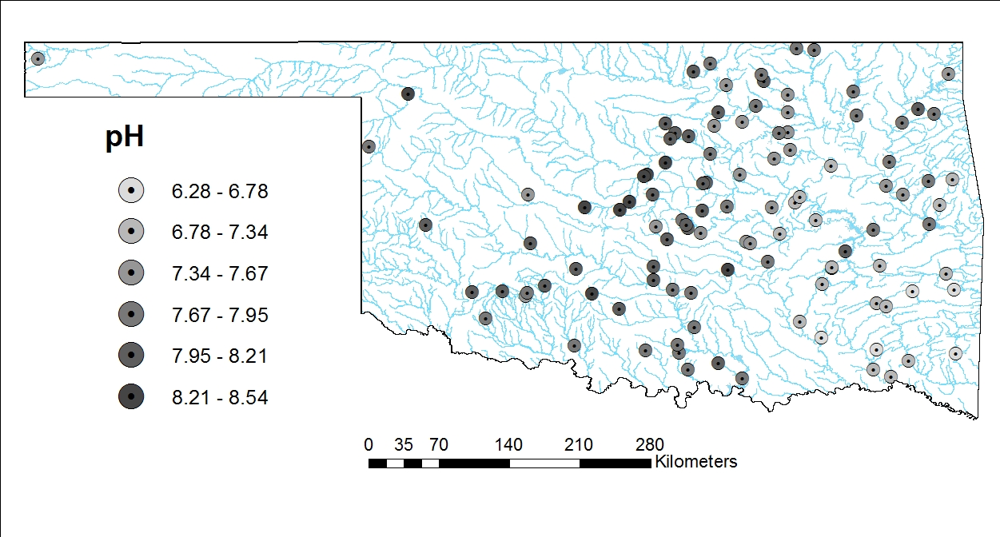 pH
6.28 - 6.78
6.78 - 7.34
7.34 - 7.67
7.67 - 7.95
7.95 - 8.21
8.21 - 8.54
0 35 70 140 210 280
Kilometers